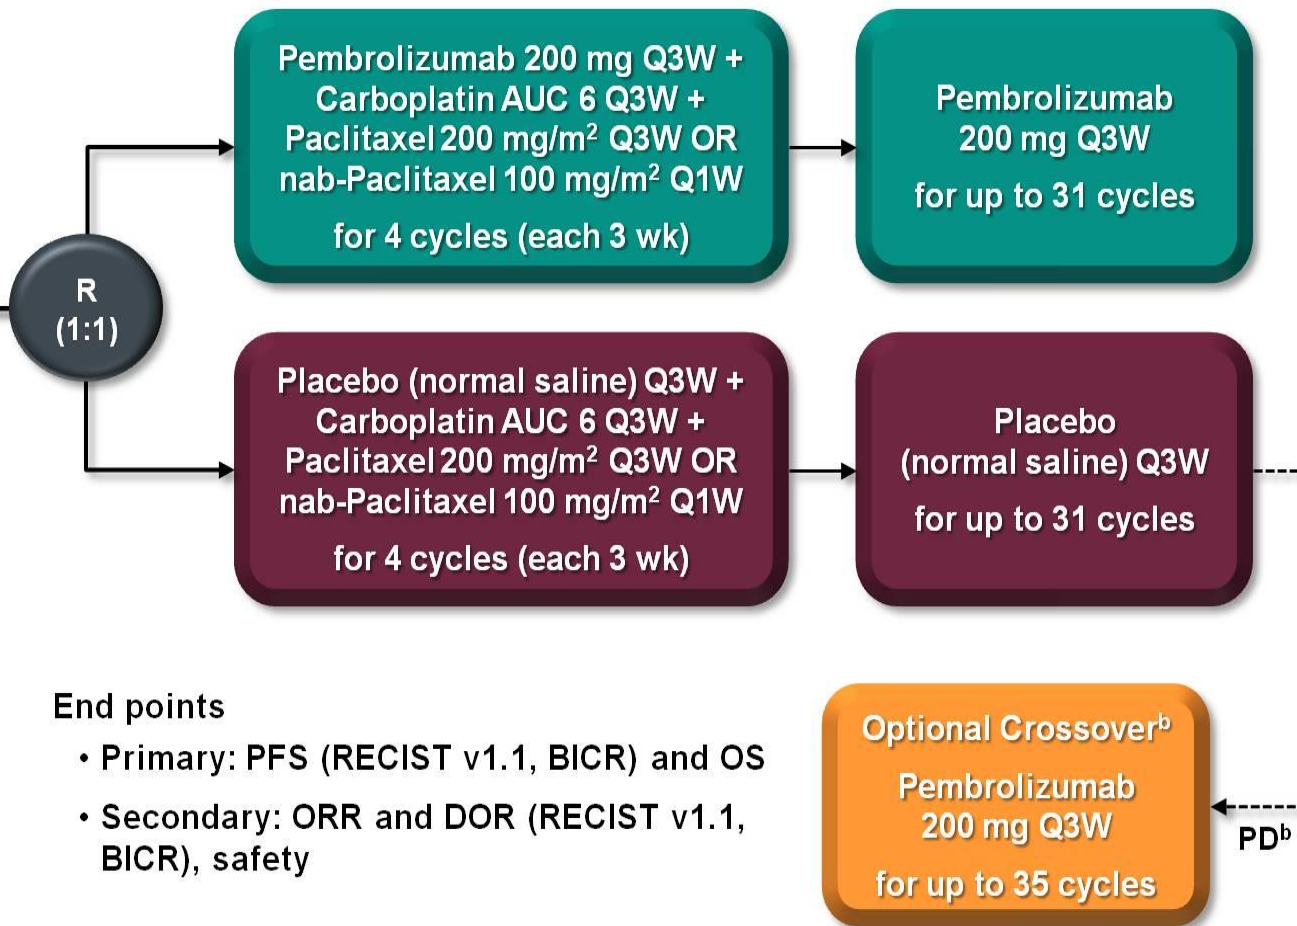 Pembrolizumab 200 mg Q3W +
Carboplatin AUC 6 Q3W +
Paclitaxel 200 mg/m² Q3W OR
nab-Paclitaxel 100 mg/m² Q1W
for 4 cycles (each 3 wk)
Pembrolizumab
200 mg Q3W
for up to 31 cycles
R
(1:1)
Placebo (normal saline) Q3W +
Carboplatin AUC 6 Q3W +
Paclitaxel 200 mg/m² Q3W OR
nab-Paclitaxel 100 mg/m² Q1W
for 4 cycles (each 3 wk)
Placebo
(normal saline) Q3W
for up to 31 cycles
End points
• Primary: PFS (RECIST v1.1, BICR) and OS
• Secondary: ORR and DOR (RECIST v1.1,
BICR), safety
Optional Crossoverᵇ
Pembrolizumab
200 mg Q3W
for up to 35 cycles
PDᵇ